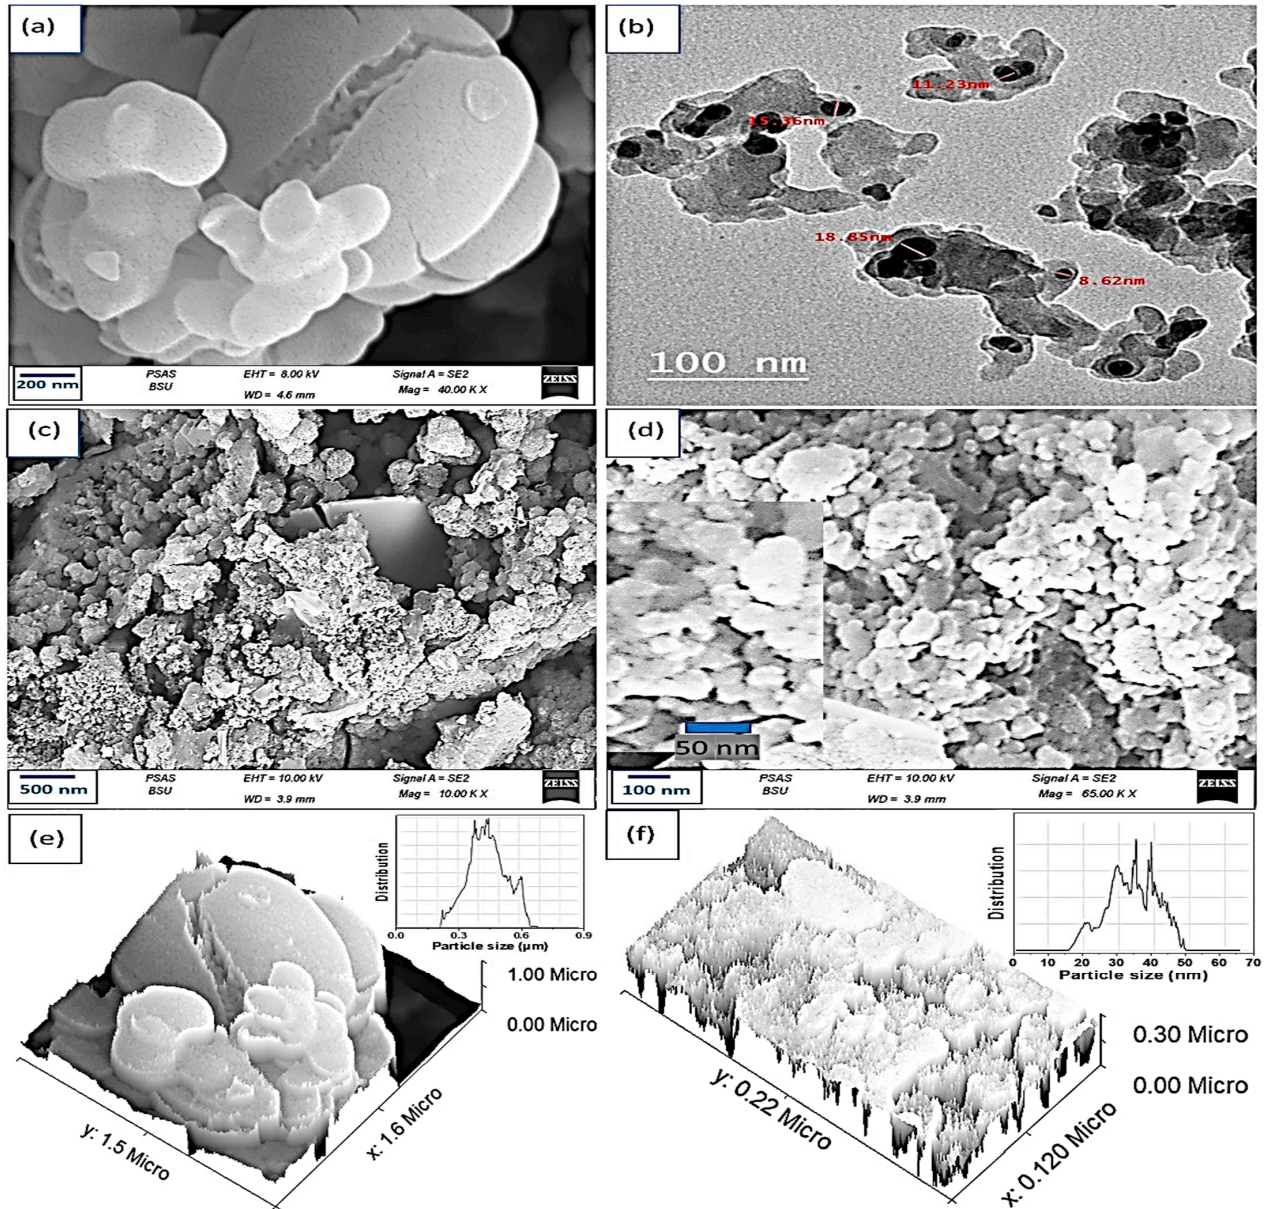 (a)
200 nm
PSAS
BSU
EHT = 8.00 kV
WD = 4.6 mm
Signal A = SE2
Mag = 40.00 K X
ZEISS
(b)
11.23nm
15.36nm
18.85nm
8.62nm
100 nm
(c)
500 nm
PSAS
BSU
EHT = 10.00 kV
WD = 3.9 mm
Signal A = SE2
Mag = 10.00 K X
ZEISS
(d)
50 nm
100 nm
PSAS
BSU
EHT = 10.00 kV
WD = 3.9 mm
Signal A = SE2
Mag = 65.00 K X
ZEISS
(e)
Distribution
0.0 0.3 0.6 0.9
Particle size (µm)
1.00 Micro
0.00 Micro
y: 1.5 Micro
x: 1.6 Micro
(f)
Distribution
0 10 20 30 40 50 60 70
Particle size (nm)
0.30 Micro
0.00 Micro
y: 0.22 Micro
x: 0.120 Micro